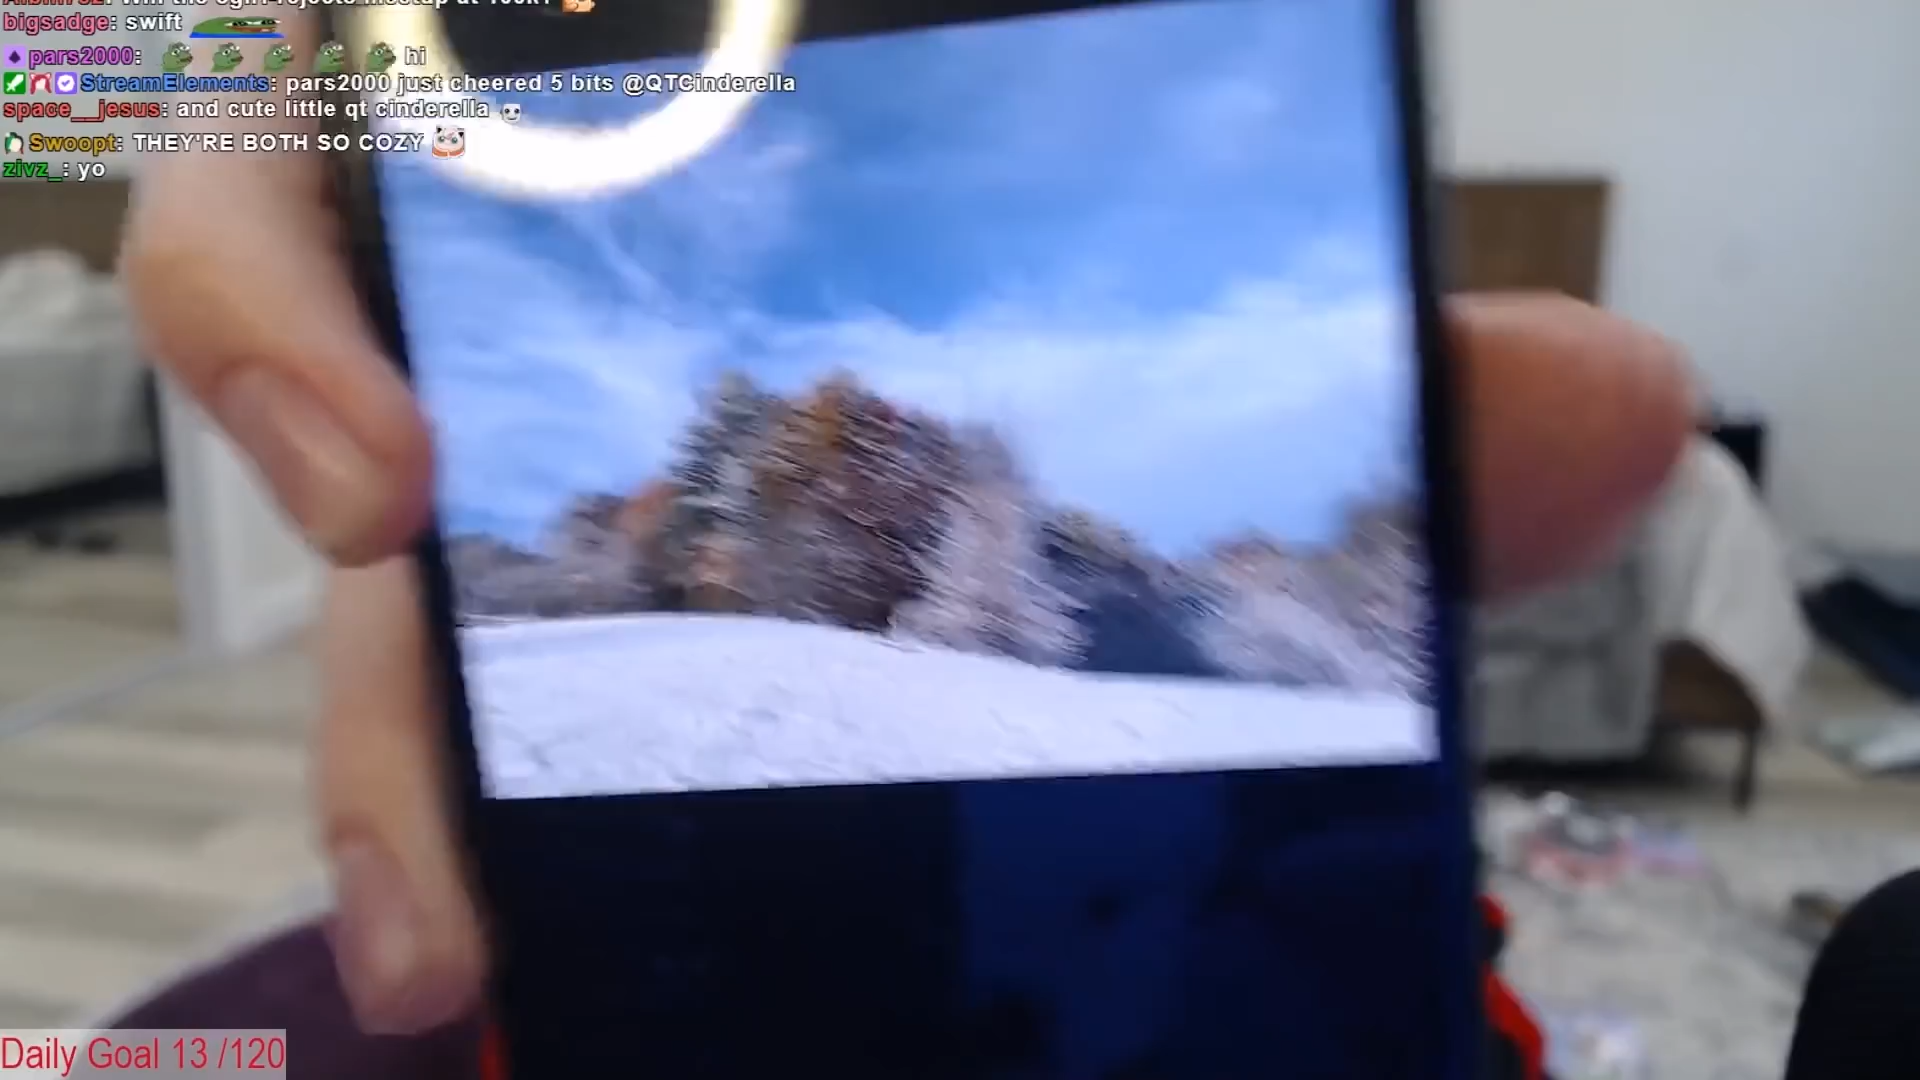 bigsadge: swift
pars2000: hi
StreamElements: pars2000 just cheered 5 bits @QTCinderella
space__jesus: and cute little qt cinderella
Swoopt: THEY'RE BOTH SO COZY
zivz_: yo
Daily Goal 13 /120